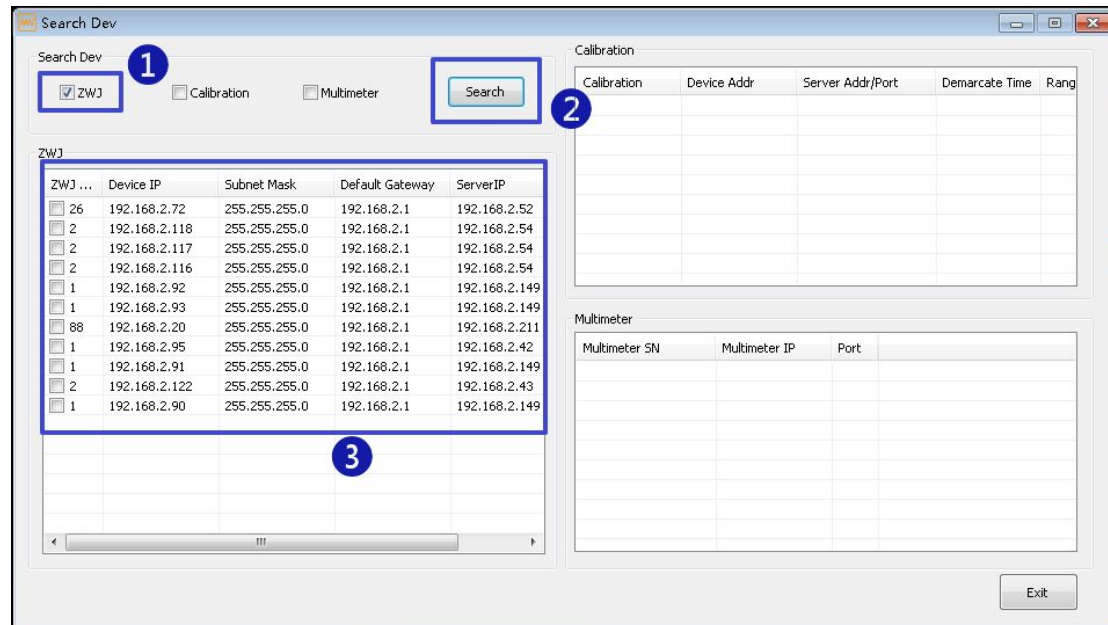 Search Dev
Search Dev
1
ZWJ
Calibration
Multimeter
Search
2
ZWJ
ZWJ ... Device IP Subnet Mask Default Gateway ServerIP
26 192.168.2.72 255.255.255.0 192.168.2.1 192.168.2.52
2 192.168.2.118 255.255.255.0 192.168.2.1 192.168.2.54
2 192.168.2.117 255.255.255.0 192.168.2.1 192.168.2.54
2 192.168.2.116 255.255.255.0 192.168.2.1 192.168.2.54
1 192.168.2.92 255.255.255.0 192.168.2.1 192.168.2.149
1 192.168.2.93 255.255.255.0 192.168.2.1 192.168.2.149
88 192.168.2.20 255.255.255.0 192.168.2.1 192.168.2.211
1 192.168.2.95 255.255.255.0 192.168.2.1 192.168.2.42
1 192.168.2.91 255.255.255.0 192.168.2.1 192.168.2.149
2 192.168.2.122 255.255.255.0 192.168.2.1 192.168.2.43
1 192.168.2.90 255.255.255.0 192.168.2.1 192.168.2.149
3
Calibration
Calibration Device Addr Server Addr/Port Demarcate Time Rang
Multimeter
Multimeter SN Multimeter IP Port
Exit